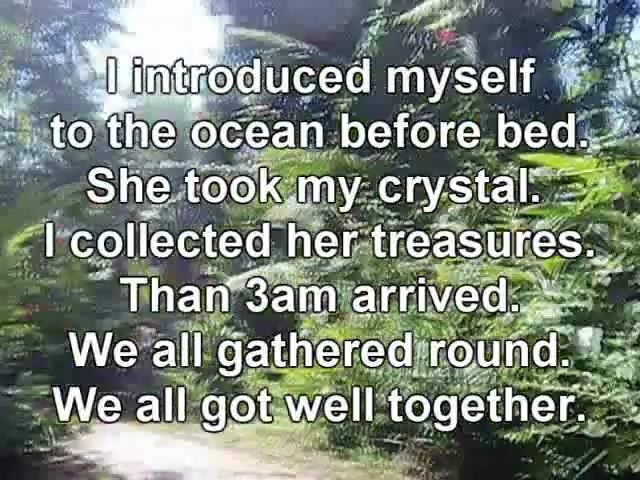 I introduced myself
to the ocean before bed.
She took my crystal.
I collected her treasures.
Than 3am arrived.
We all gathered round.
We all got well together.